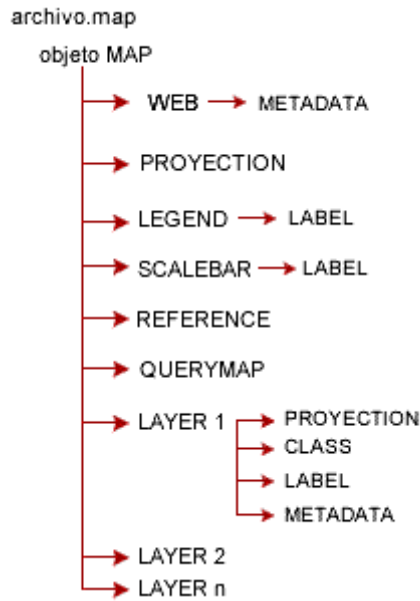 archivo.map
objeto MAP
WEB METADATA
PROYECTION
LEGEND LABEL
SCALEBAR LABEL
REFERENCE
QUERYMAP
LAYER 1
PROYECTION
CLASS
LABEL
METADATA
LAYER 2
LAYER n